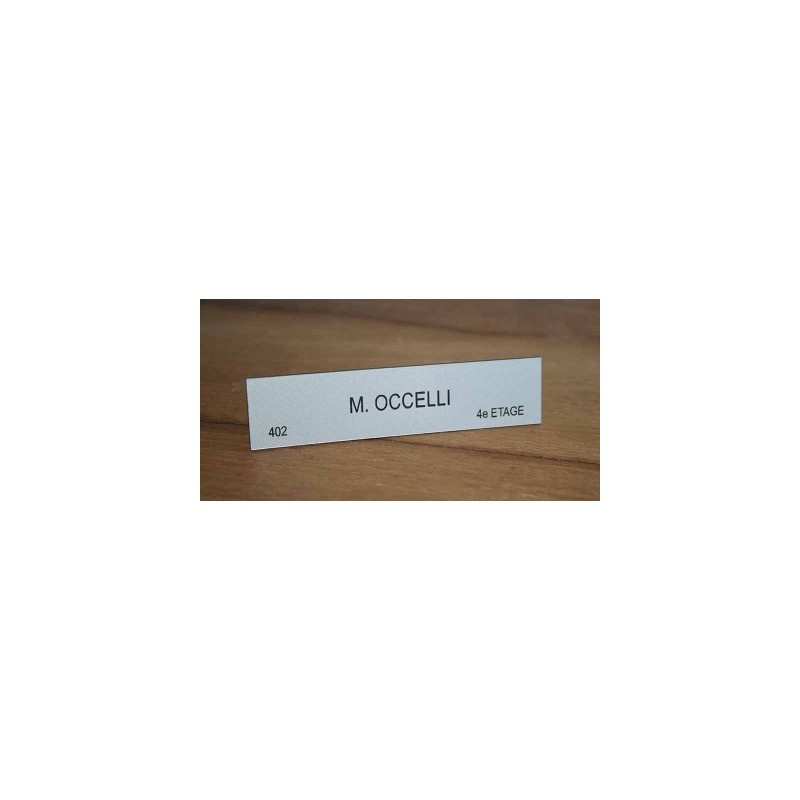 M. OCCELLI
402
4e ETAGE